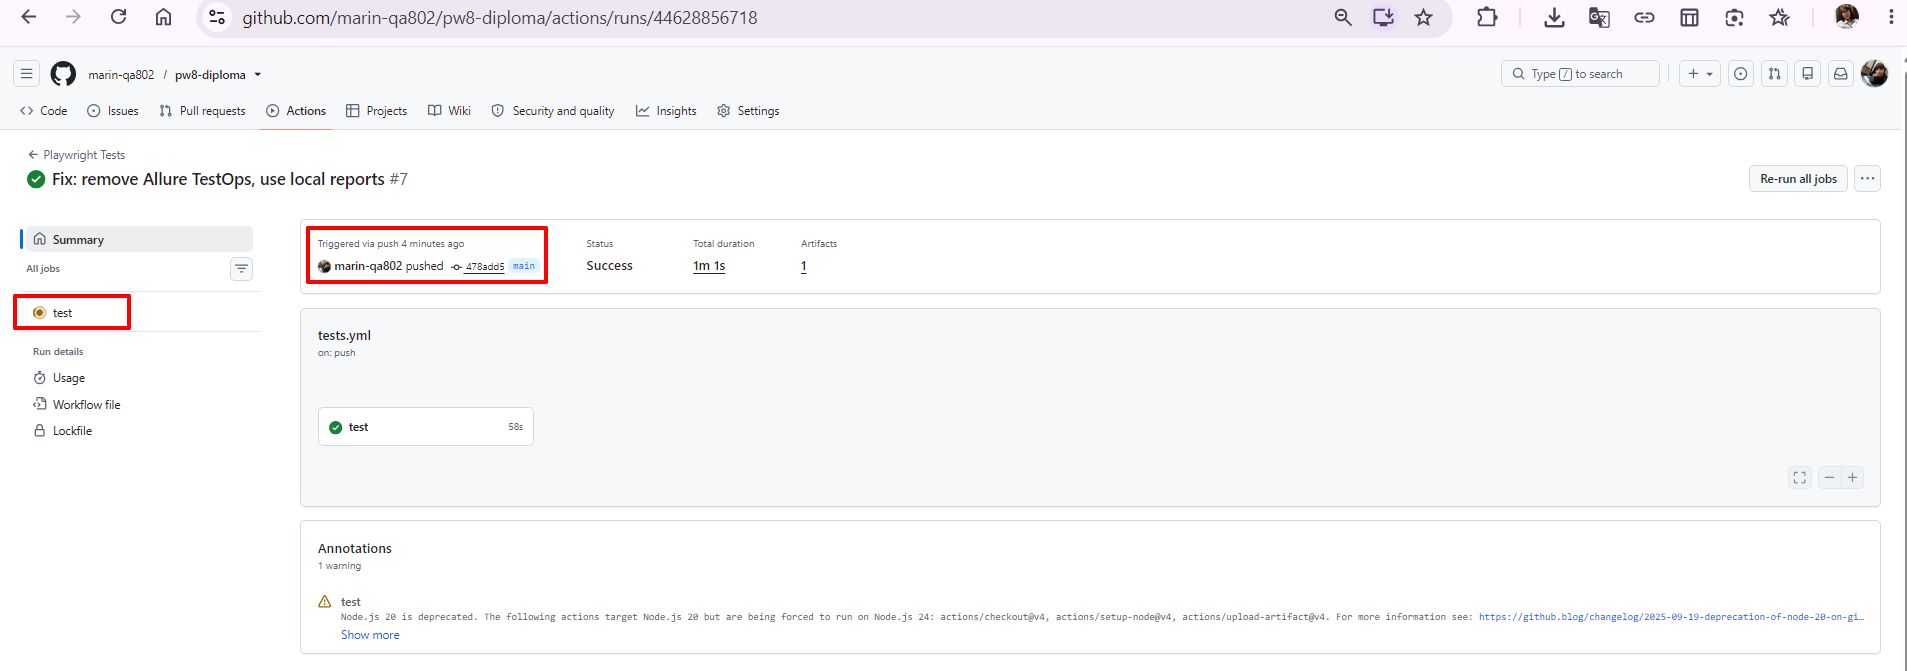 github.com/marin-qa802/pw8-diploma/actions/runs/44628856718
marin-qa802 / pw8-diploma
Type / to search
Code Issues Pull requests Actions Projects Wiki Security and quality Insights Settings
Playwright Tests
Fix: remove Allure TestOps, use local reports #7
Re-run all jobs
Summary
All jobs
test
Run details
Usage
Workflow file
Lockfile
Triggered via push 4 minutes ago
marin-qa802 pushed 478add5 main
Status
Success
Total duration
1m 1s
Artifacts
1
tests.yml
on: push
test 58s
Annotations
1 warning
test
Node.js 20 is deprecated. The following actions target Node.js 20 but are being forced to run on Node.js 24: actions/checkout@v4, actions/setup-node@v4, actions/upload-artifact@v4. For more information see: https://github.blog/changelog/2025-09-19-deprecation-of-node-20-on-gi…
Show more